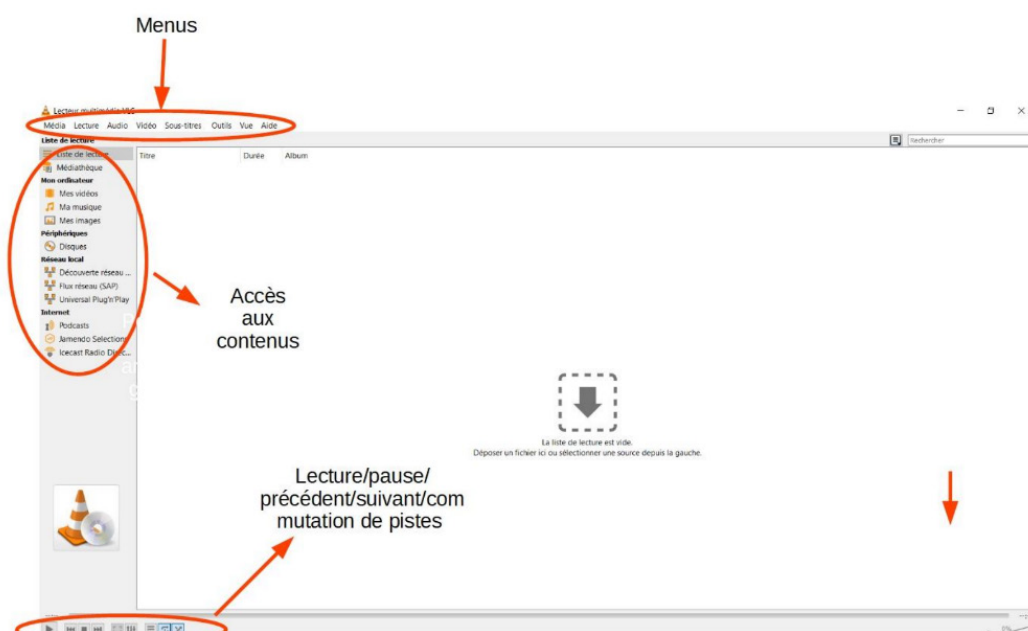 Menus
Lecteur multimédia VLC
Média Lecture Audio Vidéo Sous-titres Outils Vue Aide
Liste de lecture
Rechercher
Liste de lecture
Titre Durée Album
Médiathèque
Mon ordinateur
Mes vidéos
Ma musique
Mes images
Périphériques
Disques
Réseau local
Découverte réseau ...
Flux réseau (SAP)
Universal Plug'n'Play
Internet
Podcasts
Jamendo Selections
Icecast Radio Direc...
Accès
aux
contenus
La liste de lecture est vide.
Déposer un fichier ici ou sélectionner une source depuis la gauche.
Lecture/pause/
précédent/suivant/com
mutation de pistes